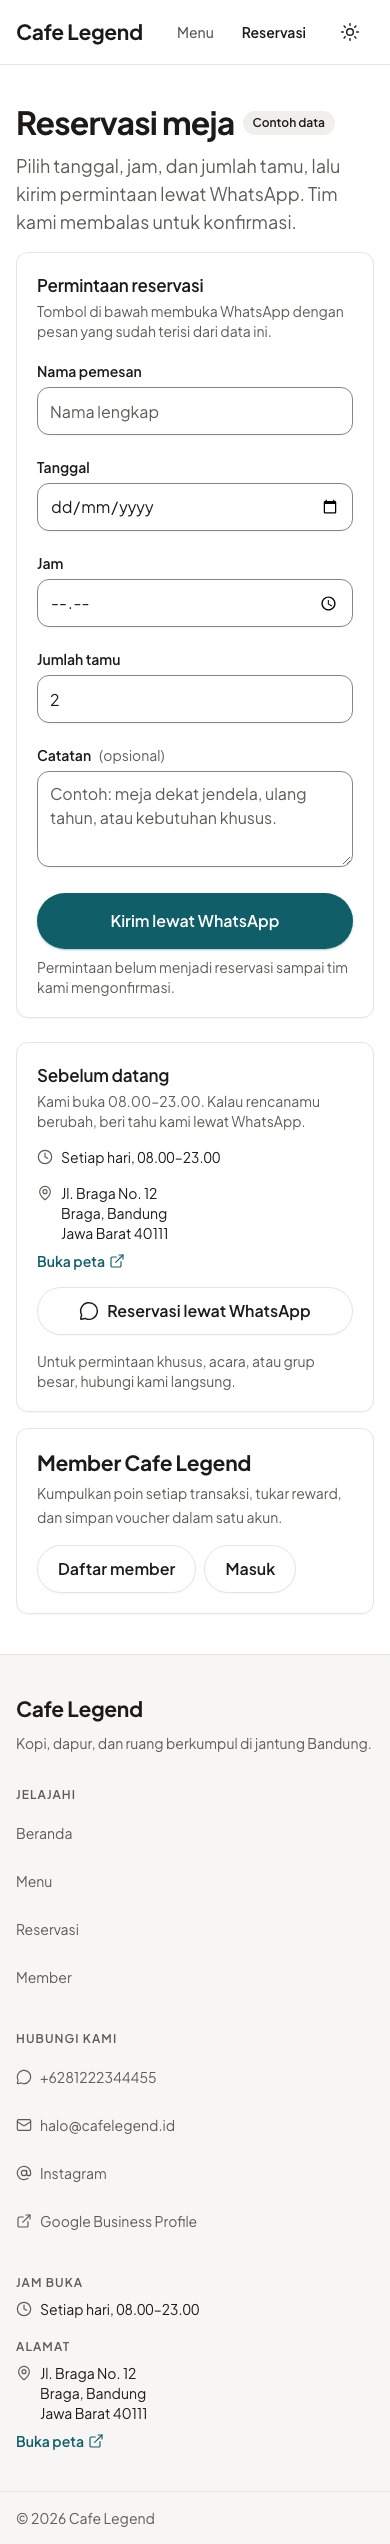 Cafe Legend Menu Reservasi
Reservasi meja Contoh data
Pilih tanggal, jam, dan jumlah tamu, lalu
kirim permintaan lewat WhatsApp. Tim
kami membalas untuk konfirmasi.
Permintaan reservasi
Tombol di bawah membuka WhatsApp dengan
pesan yang sudah terisi dari data ini.
Nama pemesan
Nama lengkap
Tanggal
dd/mm/yyyy
Jam
--.--
Jumlah tamu
2
Catatan (opsional)
Contoh: meja dekat jendela, ulang
tahun, atau kebutuhan khusus.
Kirim lewat WhatsApp
Permintaan belum menjadi reservasi sampai tim
kami mengonfirmasi.
Sebelum datang
Kami buka 08.00–23.00. Kalau rencanamu
berubah, beri tahu kami lewat WhatsApp.
Setiap hari, 08.00–23.00
Jl. Braga No. 12
Braga, Bandung
Jawa Barat 40111
Buka peta
Reservasi lewat WhatsApp
Untuk permintaan khusus, acara, atau grup
besar, hubungi kami langsung.
Member Cafe Legend
Kumpulkan poin setiap transaksi, tukar reward,
dan simpan voucher dalam satu akun.
Daftar member Masuk
Cafe Legend
Kopi, dapur, dan ruang berkumpul di jantung Bandung.
JELAJAHI
Beranda
Menu
Reservasi
Member
HUBUNGI KAMI
+6281222344455
halo@cafelegend.id
Instagram
Google Business Profile
JAM BUKA
Setiap hari, 08.00–23.00
ALAMAT
Jl. Braga No. 12
Braga, Bandung
Jawa Barat 40111
Buka peta
© 2026 Cafe Legend